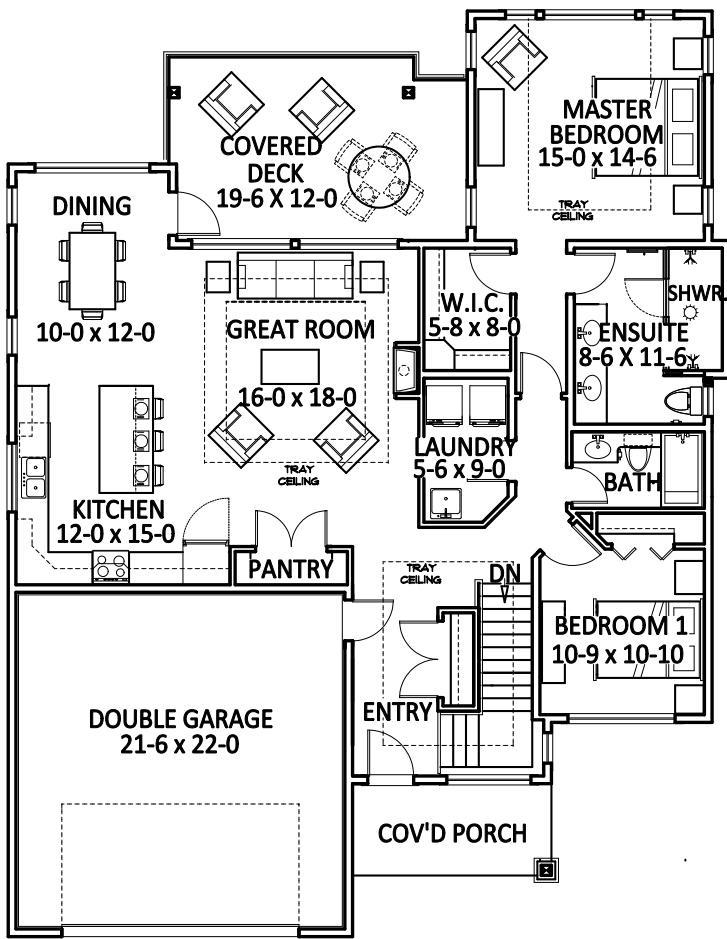 MASTER
BEDROOM
15-0 x 14-6
TRAY
CEILING
COVERED
DECK
19-6 X 12-0
DINING
10-0 x 12-0
GREAT ROOM
16-0 x 18-0
TRAY
CEILING
W.I.C.
5-8 x 8-0
SHWR.
ENSUITE
8-6 X 11-6
LAUNDRY
5-6 x 9-0
BATH
KITCHEN
12-0 x 15-0
PANTRY
TRAY
CEILING
DN
BEDROOM 1
10-9 x 10-10
ENTRY
DOUBLE GARAGE
21-6 x 22-0
COV'D PORCH